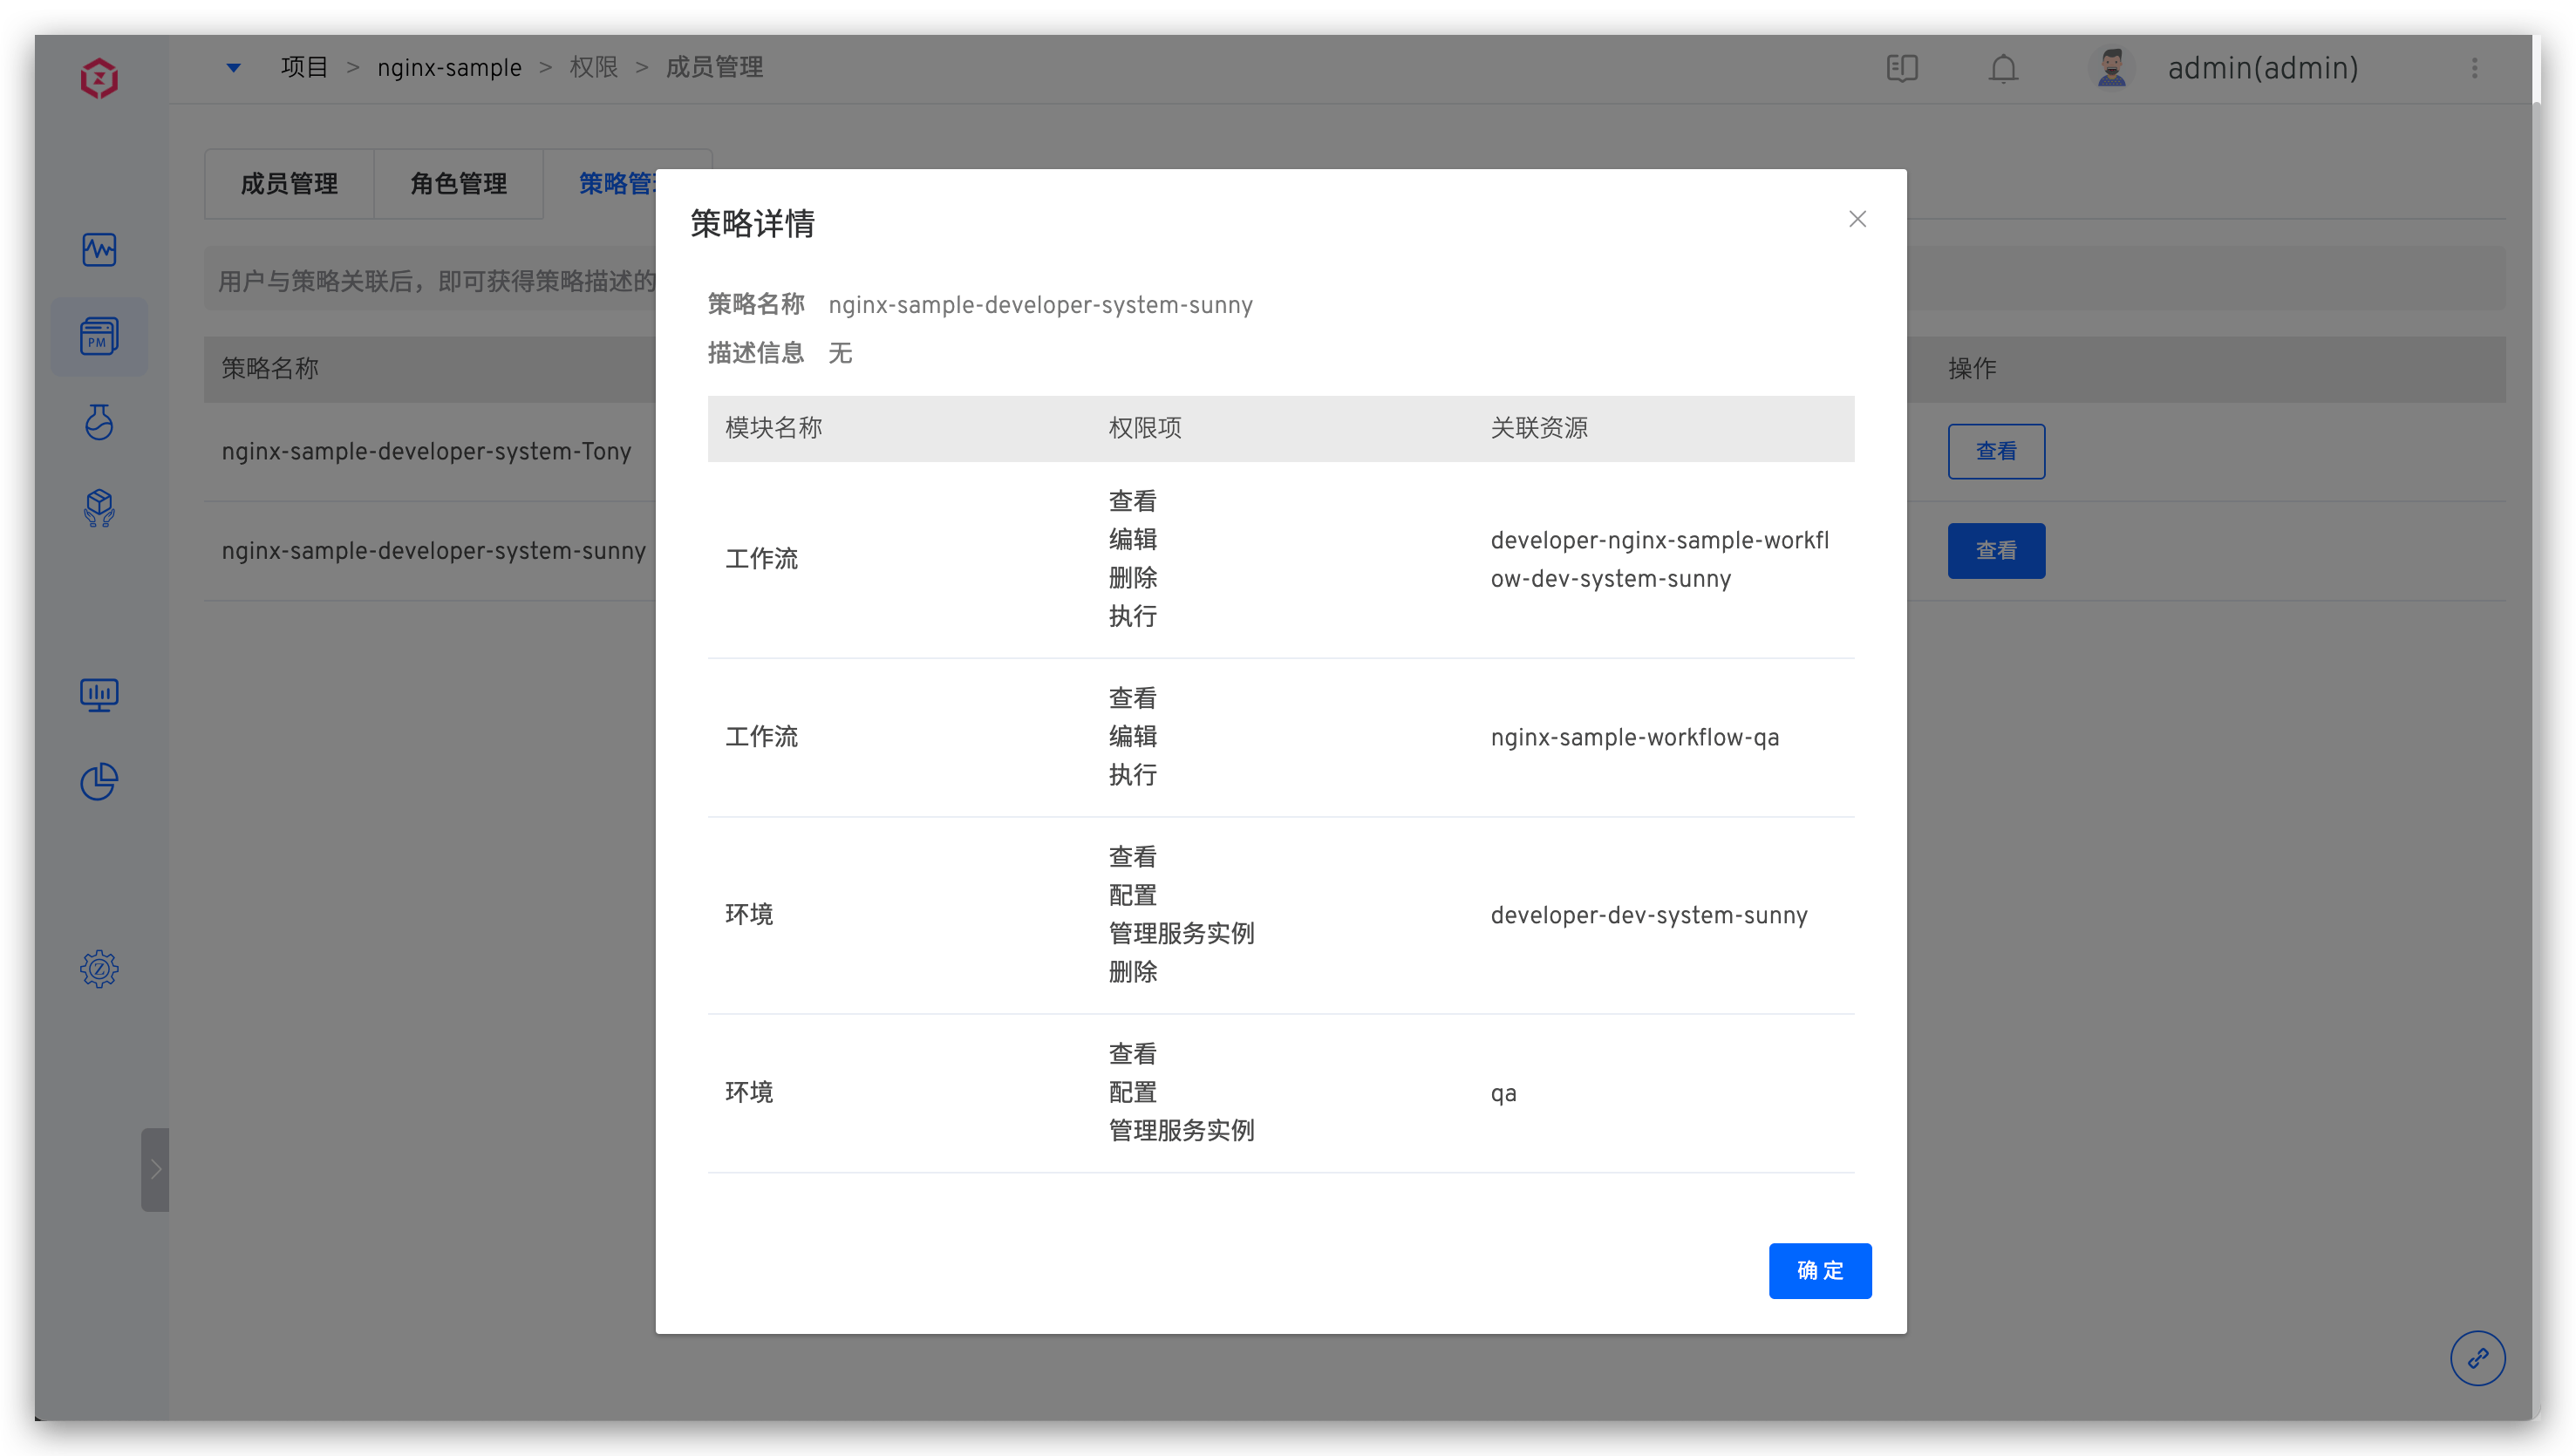 项目 > nginx-sample > 权限 > 成员管理
admin(admin)
成员管理
角色管理
策略管
用户与策略关联后，即可获得策略描述的
策略名称
操作
nginx-sample-developer-system-Tony
查看
nginx-sample-developer-system-sunny
查看
PM
策略详情
策略名称 nginx-sample-developer-system-sunny
描述信息 无
模块名称 权限项 关联资源
工作流
查看
编辑
删除
执行
developer-nginx-sample-workfl
ow-dev-system-sunny
工作流
查看
编辑
执行
nginx-sample-workflow-qa
环境
查看
配置
管理服务实例
删除
developer-dev-system-sunny
环境
查看
配置
管理服务实例
qa
确定